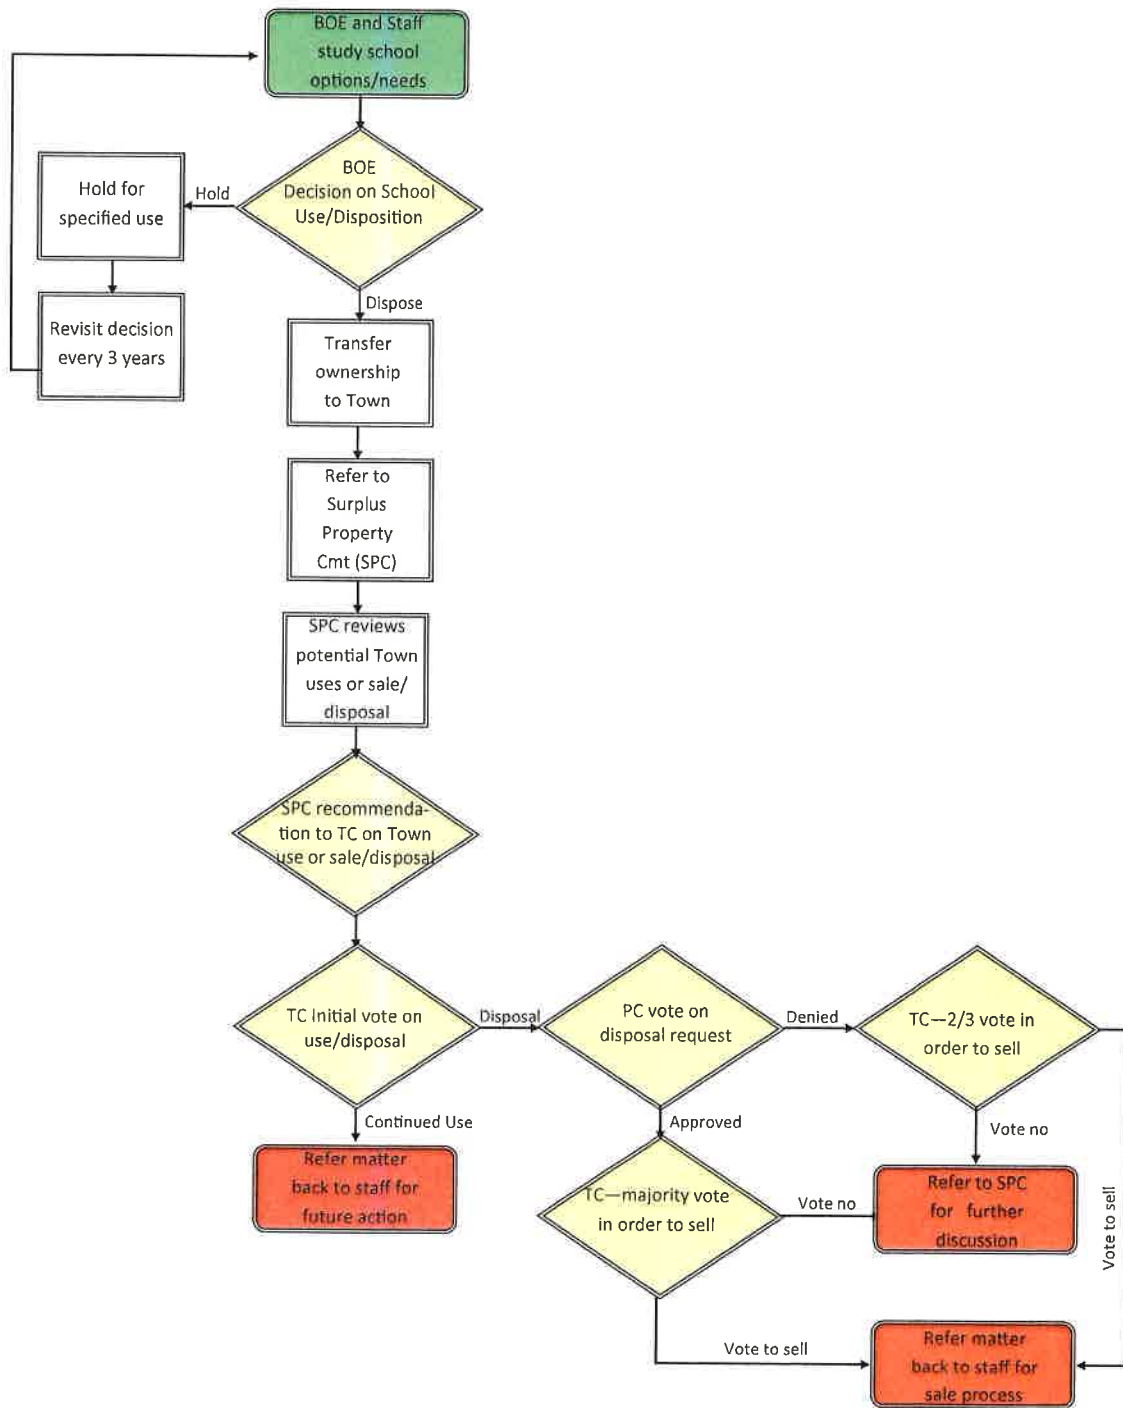 BOE and Staff
study school
options/needs
BOE
Decision on School
Use/Disposition
Hold
Hold for
specified use
Revisit decision
every 3 years
Dispose
Transfer
ownership
to Town
Refer to
Surplus
Property
Cmt (SPC)
SPC reviews
potential Town
uses or sale/
disposal
SPC recommenda-
tion to TC on Town
use or sale/disposal
TC Initial vote on
use/disposal
Disposal
PC vote on
disposal request
Denied
TC—2/3 vote in
order to sell
Continued Use
Approved
Vote no
Refer matter
back to staff for
future action
TC—majority vote
in order to sell
Vote no
Refer to SPC
for further
discussion
Vote to sell
Vote to sell
Refer matter
back to staff for
sale process